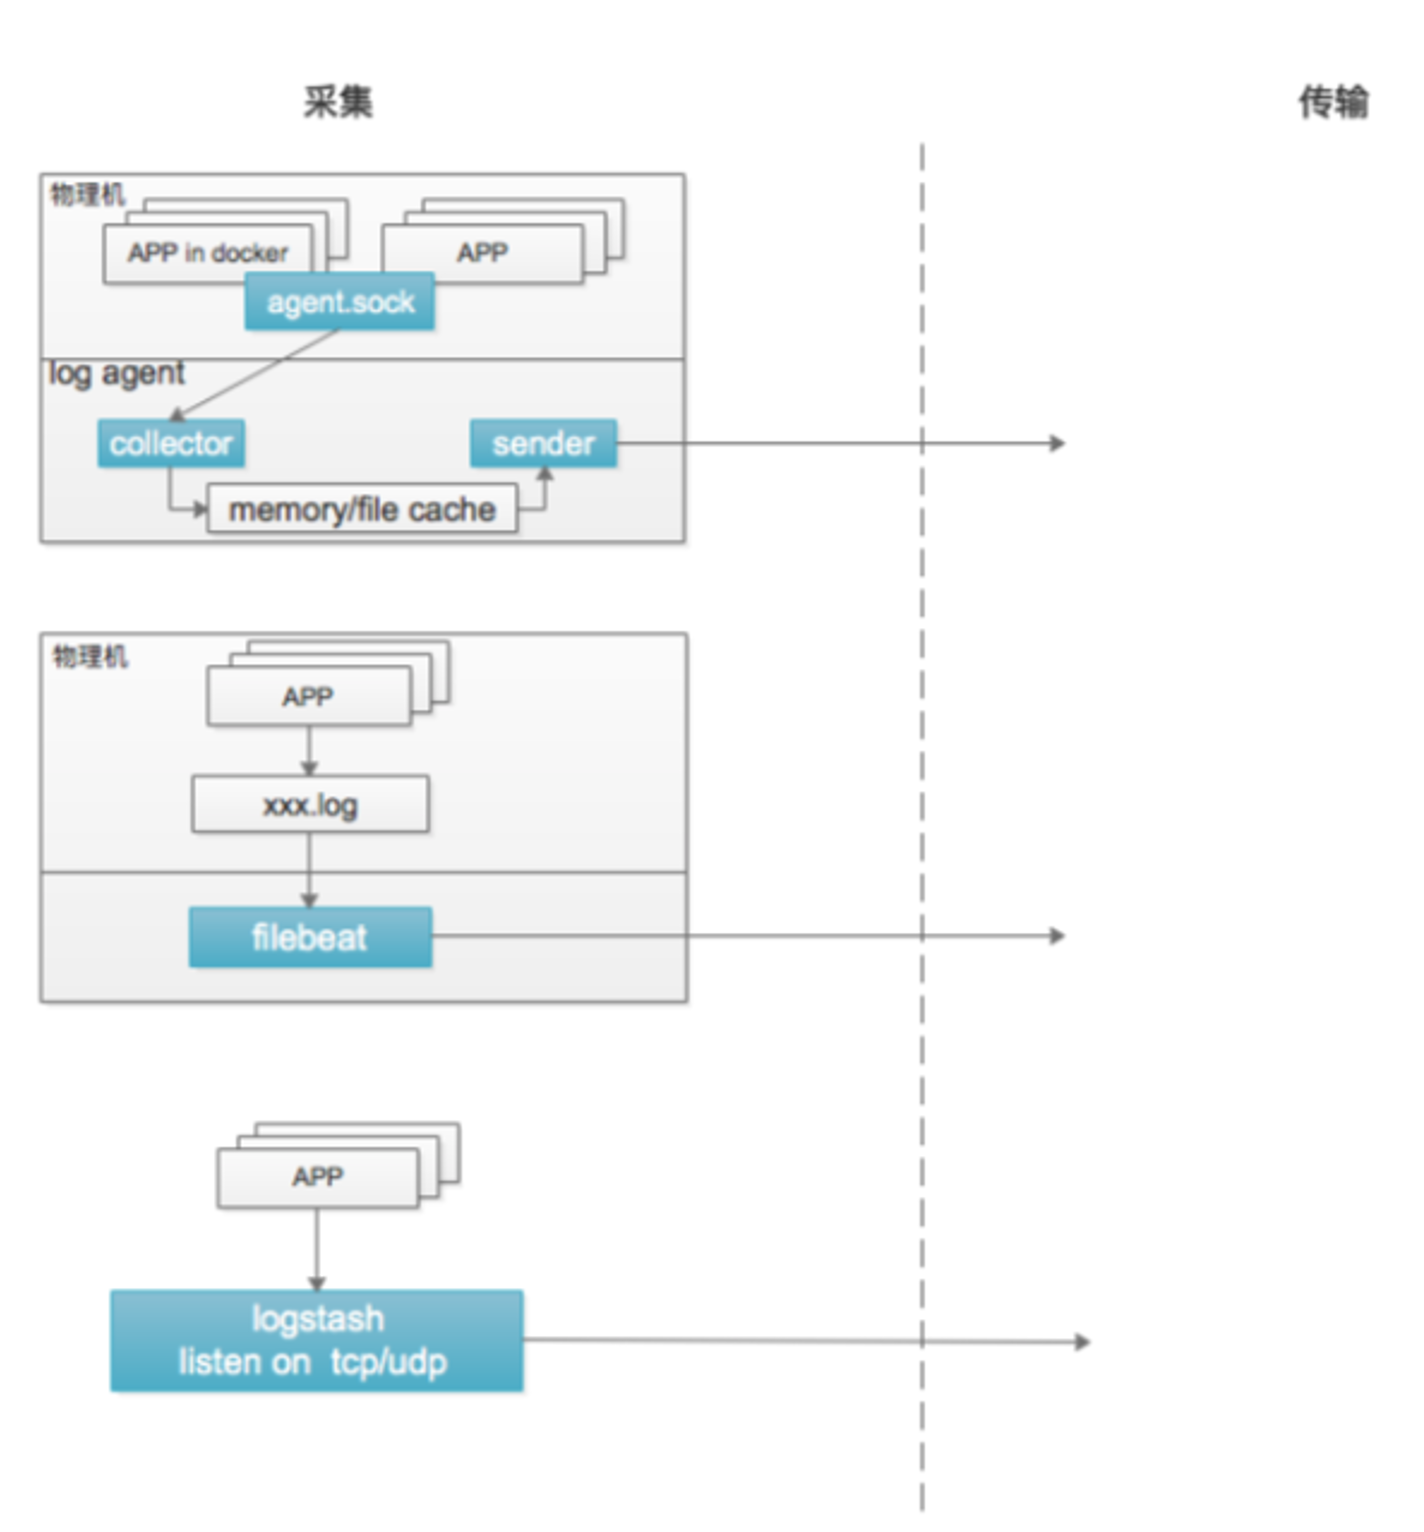 采集
传输
物理机
APP in docker
APP
agent.sock
log agent
collector
sender
memory/file cache
物理机
APP
xxx.log
filebeat
APP
logstash
listen on  tcp/udp